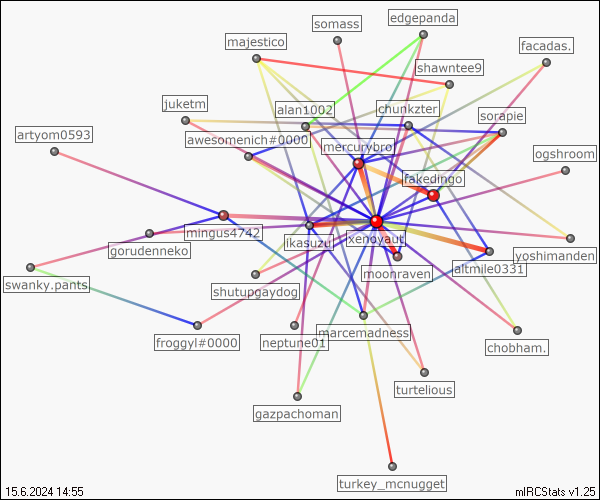 edgepanda
somass
majestico
facadas.
shawntee9
juketm
alan1002
chunkzter
sorapie
artyom0593
awesomenich#0000
mercurybro
ogshroom
fakedingo
mingus4742
ikasuzu
xenoyaut
gorudenneko
yoshimanden
moonraven
altmile0331
swanky.pants
shutupgaydog
froggyl#0000
neptune01
marcemadness
chobham.
turtelious
gazpachoman
turkey_mcnugget
15.6.2024 14:55
mIRCStats v1.25